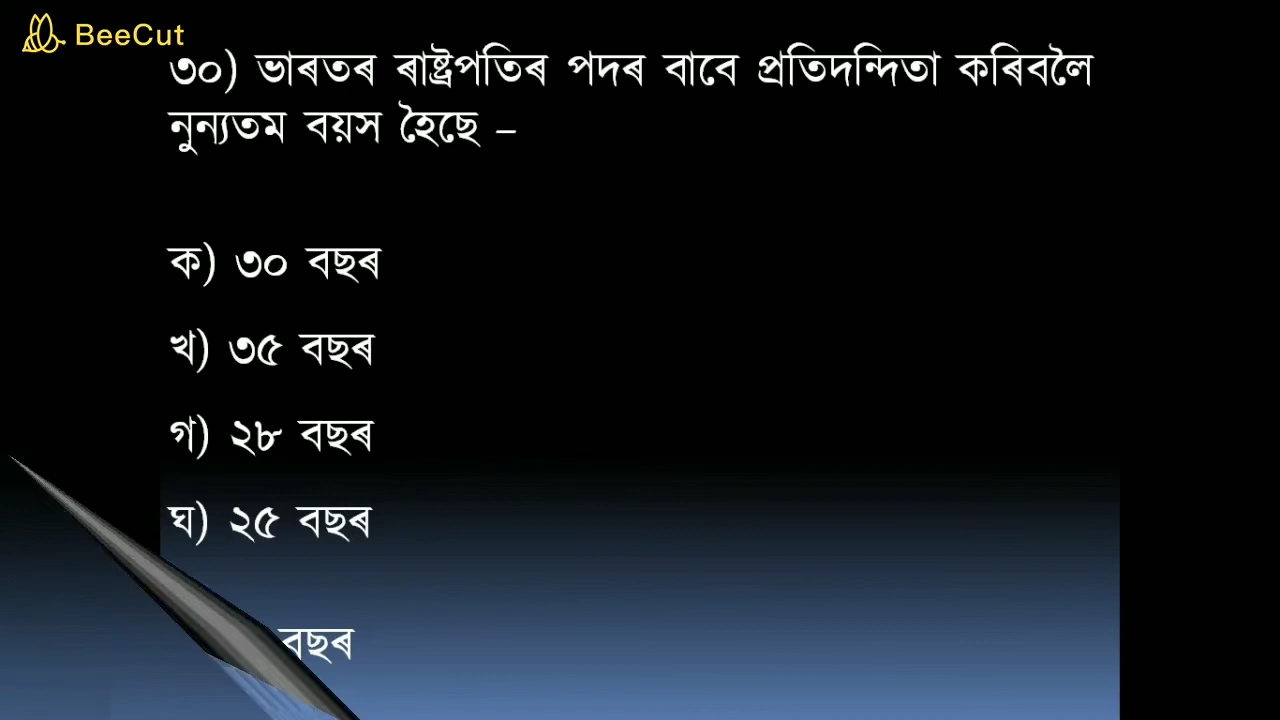 BeeCut
৩০) ভাৰতৰ ৰাষ্ট্ৰপতিৰ পদৰ বাবে প্ৰতিদন্দিতা কৰিবলৈ
নুন্যতম বয়স হৈছে –
ক) ৩০ বছৰ
খ) ৩৫ বছৰ
গ) ২৮ বছৰ
ঘ) ২৫ বছৰ
বছৰ